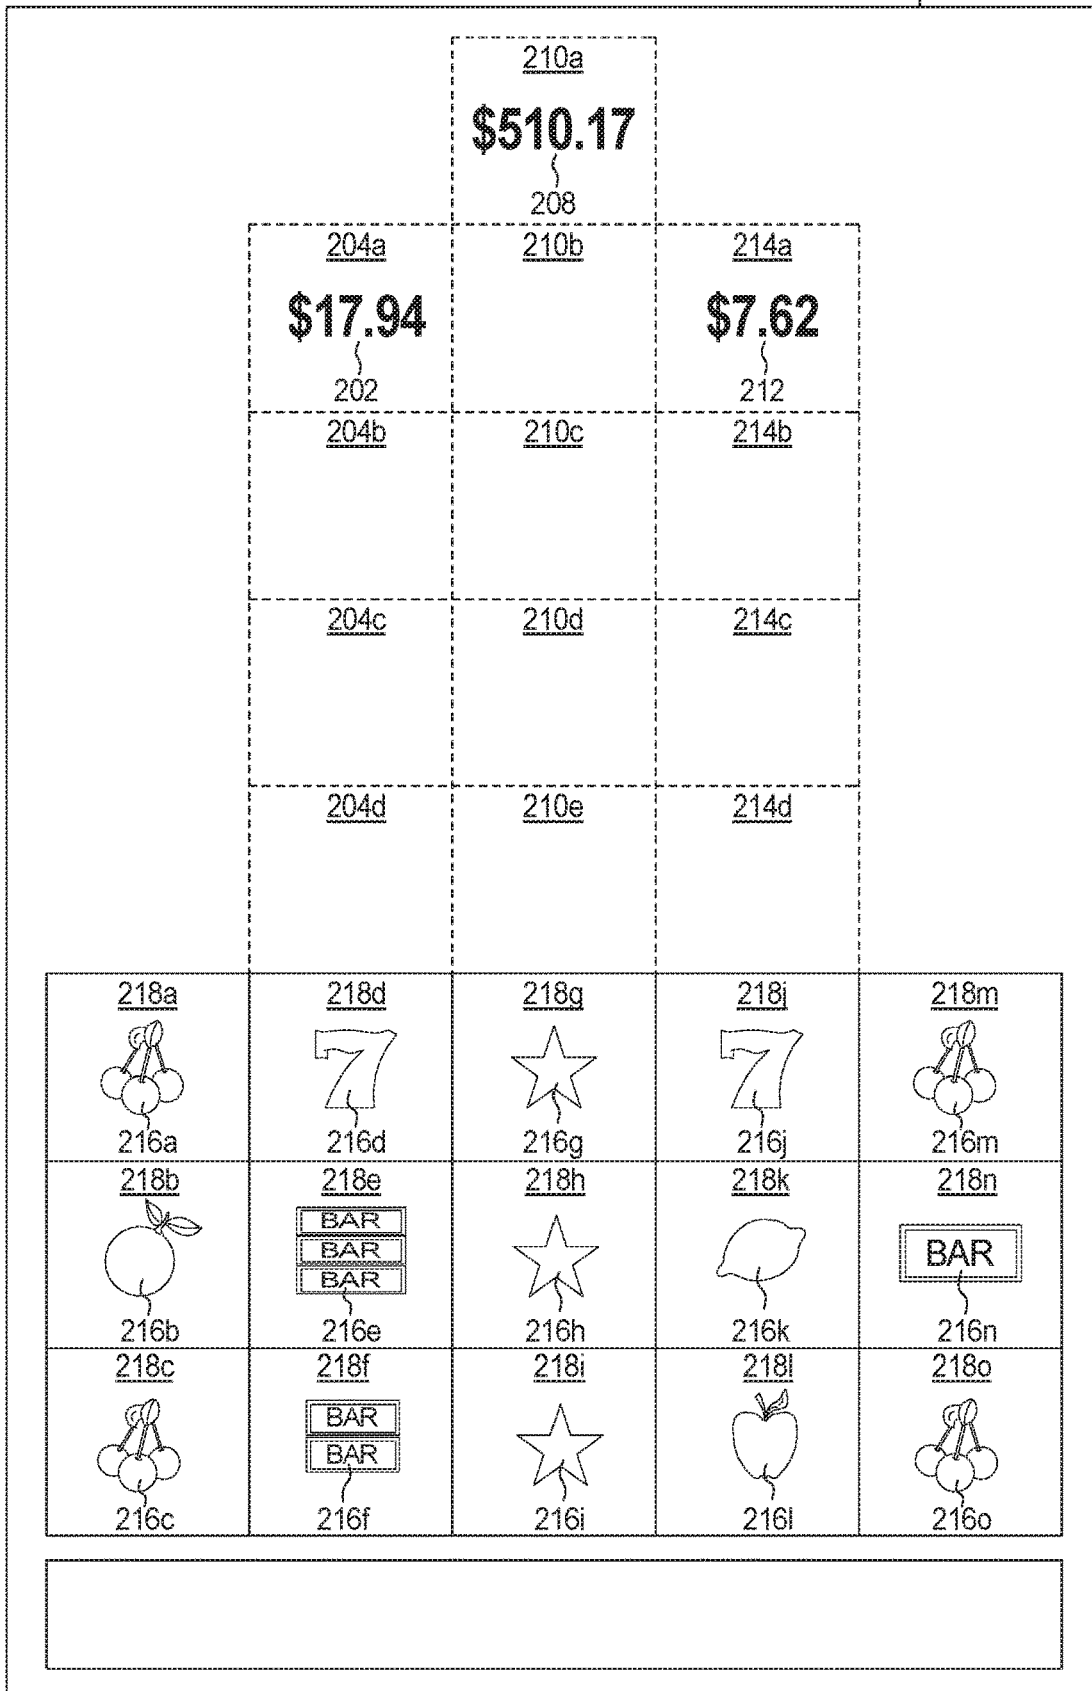 210a
$510.17
208
204a 210b 214a
$17.94 $7.62
202 212
204b 210c 214b
204c 210d 214c
204d 210e 214d
218a 218d 218g 218j 218m
216a 216d 216g 216j 216m
218b 218e 218h 218k 218n
BAR
BAR BAR
BAR
216b 216e 216h 216k 216n
218c 218f 218i 218l 218o
BAR
BAR
216c 216f 216i 216l 216o